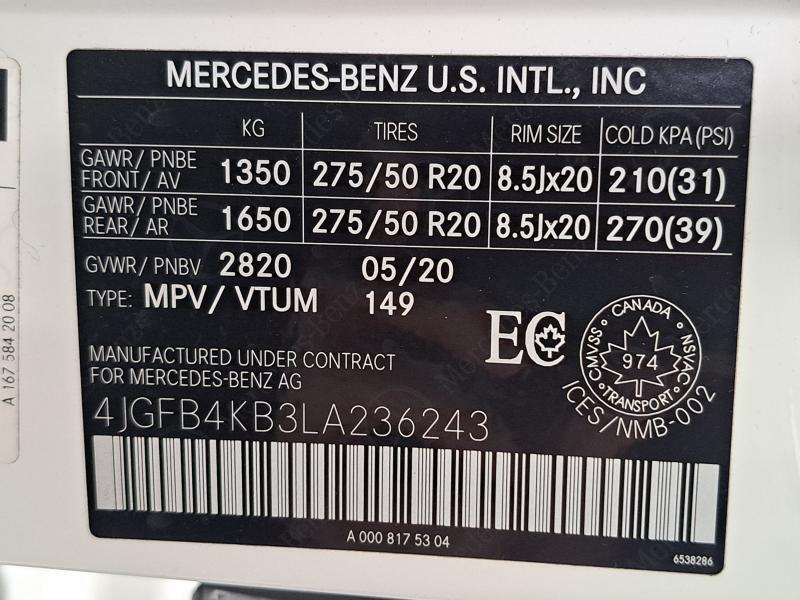 MERCEDES-BENZ U.S. INTL., INC
KG TIRES RIM SIZE COLD KPA (PSI)
GAWR/ PNBE
FRONT/ AV 1350 275/50 R20 8.5Jx20 210(31)
GAWR/ PNBE
REAR/ AR 1650 275/50 R20 8.5Jx20 270(39)
GVWR/ PNBV 2820 05/20
TYPE: MPV/ VTUM 149
EC
CANADA
CMVSS
NSVAC
974
TRANSPORT
ICES/NMB-002
MANUFACTURED UNDER CONTRACT
FOR MERCEDES-BENZ AG
4JGFB4KB3LA236243
A 000 817 53 04
6538286
A 167 584 20 08